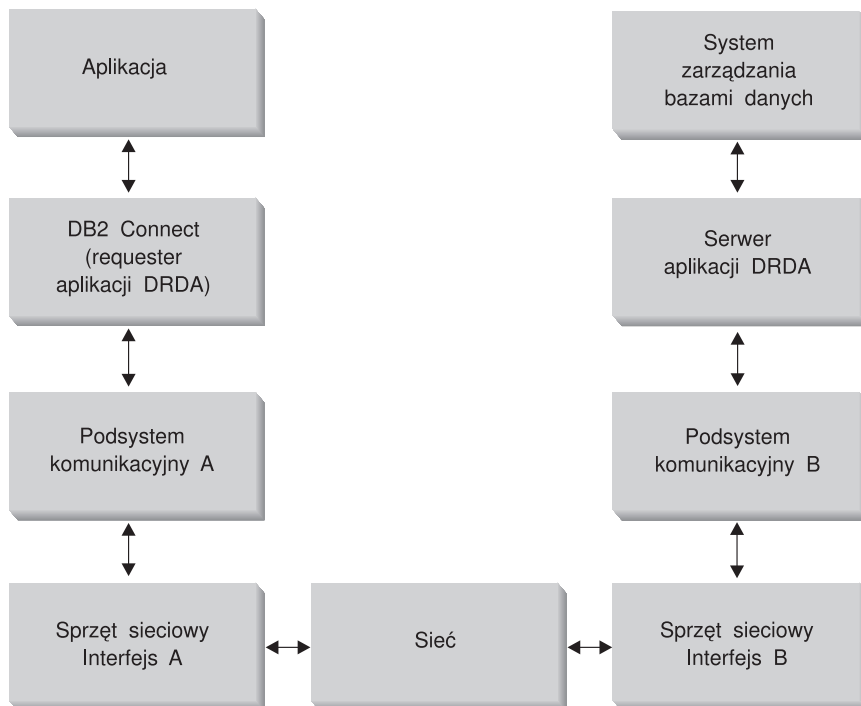 Aplikacja
System
zarządzania
bazami danych
DB2 Connect
(requester
aplikacji DRDA)
Serwer
aplikacji DRDA
Podsystem
komunikacyjny A
Podsystem
komunikacyjny B
Sprzęt sieciowy
Interfejs A
Sieć
Sprzęt sieciowy
Interfejs B